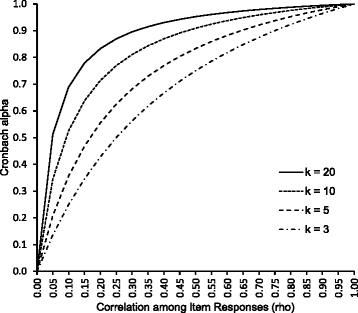 Cronbach alpha
1.0
0.9
0.8
0.7
0.6
0.5
0.4
0.3
0.2
0.1
0.0
k = 20
k = 10
k = 5
k = 3
0.00 0.05 0.10 0.15 0.20 0.25 0.30 0.35 0.40 0.45 0.50 0.55 0.60 0.65 0.70 0.75 0.80 0.85 0.90 0.95 1.00
Correlation among Item Responses (rho)